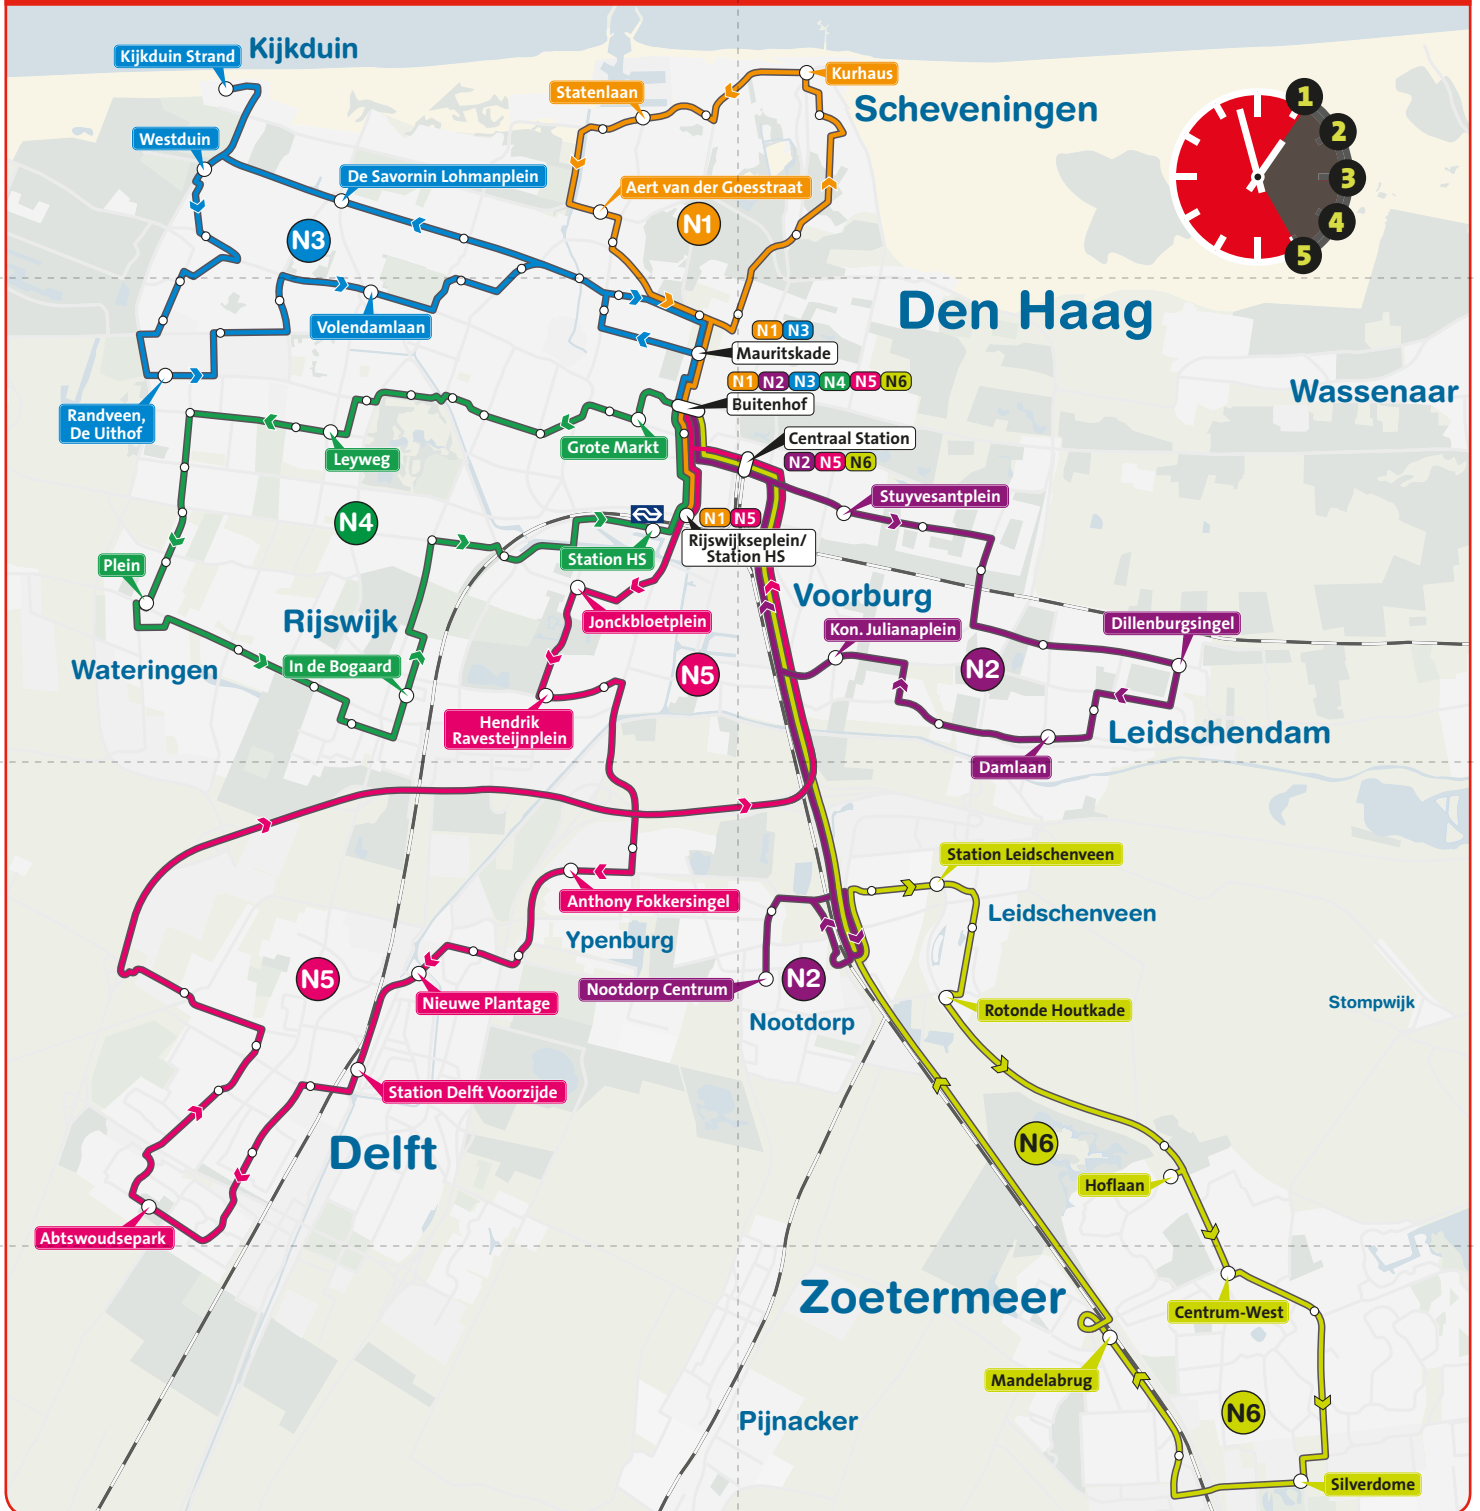 Kijkduin Strand
Kijkduin
Kurhaus
Statenlaan
Scheveningen
1
2
3
4
5
Westduin
De Savornin Lohmanplein
Aert van der Goesstraat
N1
N3
Den Haag
Volendamlaan
N1 N3
Mauritskade
N1 N2 N3 N4 N5 N6
Buitenhof
Wassenaar
Randveen,
De Uithof
Grote Markt
Leyweg
Centraal Station
N2 N5 N6
Stuyvesantplein
N4
N1 N5
Rijswijkseplein/
Station HS
Station HS
Plein
Voorburg
Jonckbloetplein
Rijswijk
Kon. Julianaplein
Dillenburgsingel
Wateringen
In de Bogaard
N5
N2
Hendrik
Ravesteijnplein
Leidschendam
Damlaan
Station Leidschenveen
Anthony Fokkersingel
Leidschenveen
Ypenburg
N5
N2
Nootdorp Centrum
Nieuwe Plantage
Rotonde Houtkade
Stompwijk
Nootdorp
Station Delft Voorzijde
Delft
N6
Hoflaan
Abtswoudsepark
Zoetermeer
Centrum-West
Mandelabrug
N6
Pijnacker
Silverdome